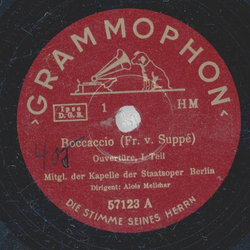 ›GRAMMOPHON‹
Lpso
D.G.R.
1
HM
Boccaccio (Fr. v. Suppé)
Ouvertüre, I. Teil
Mitgl. der Kapelle der Staatsoper Berlin
Dirigent: Alois Melichar
57123 A
DIE STIMME SEINES HERRN